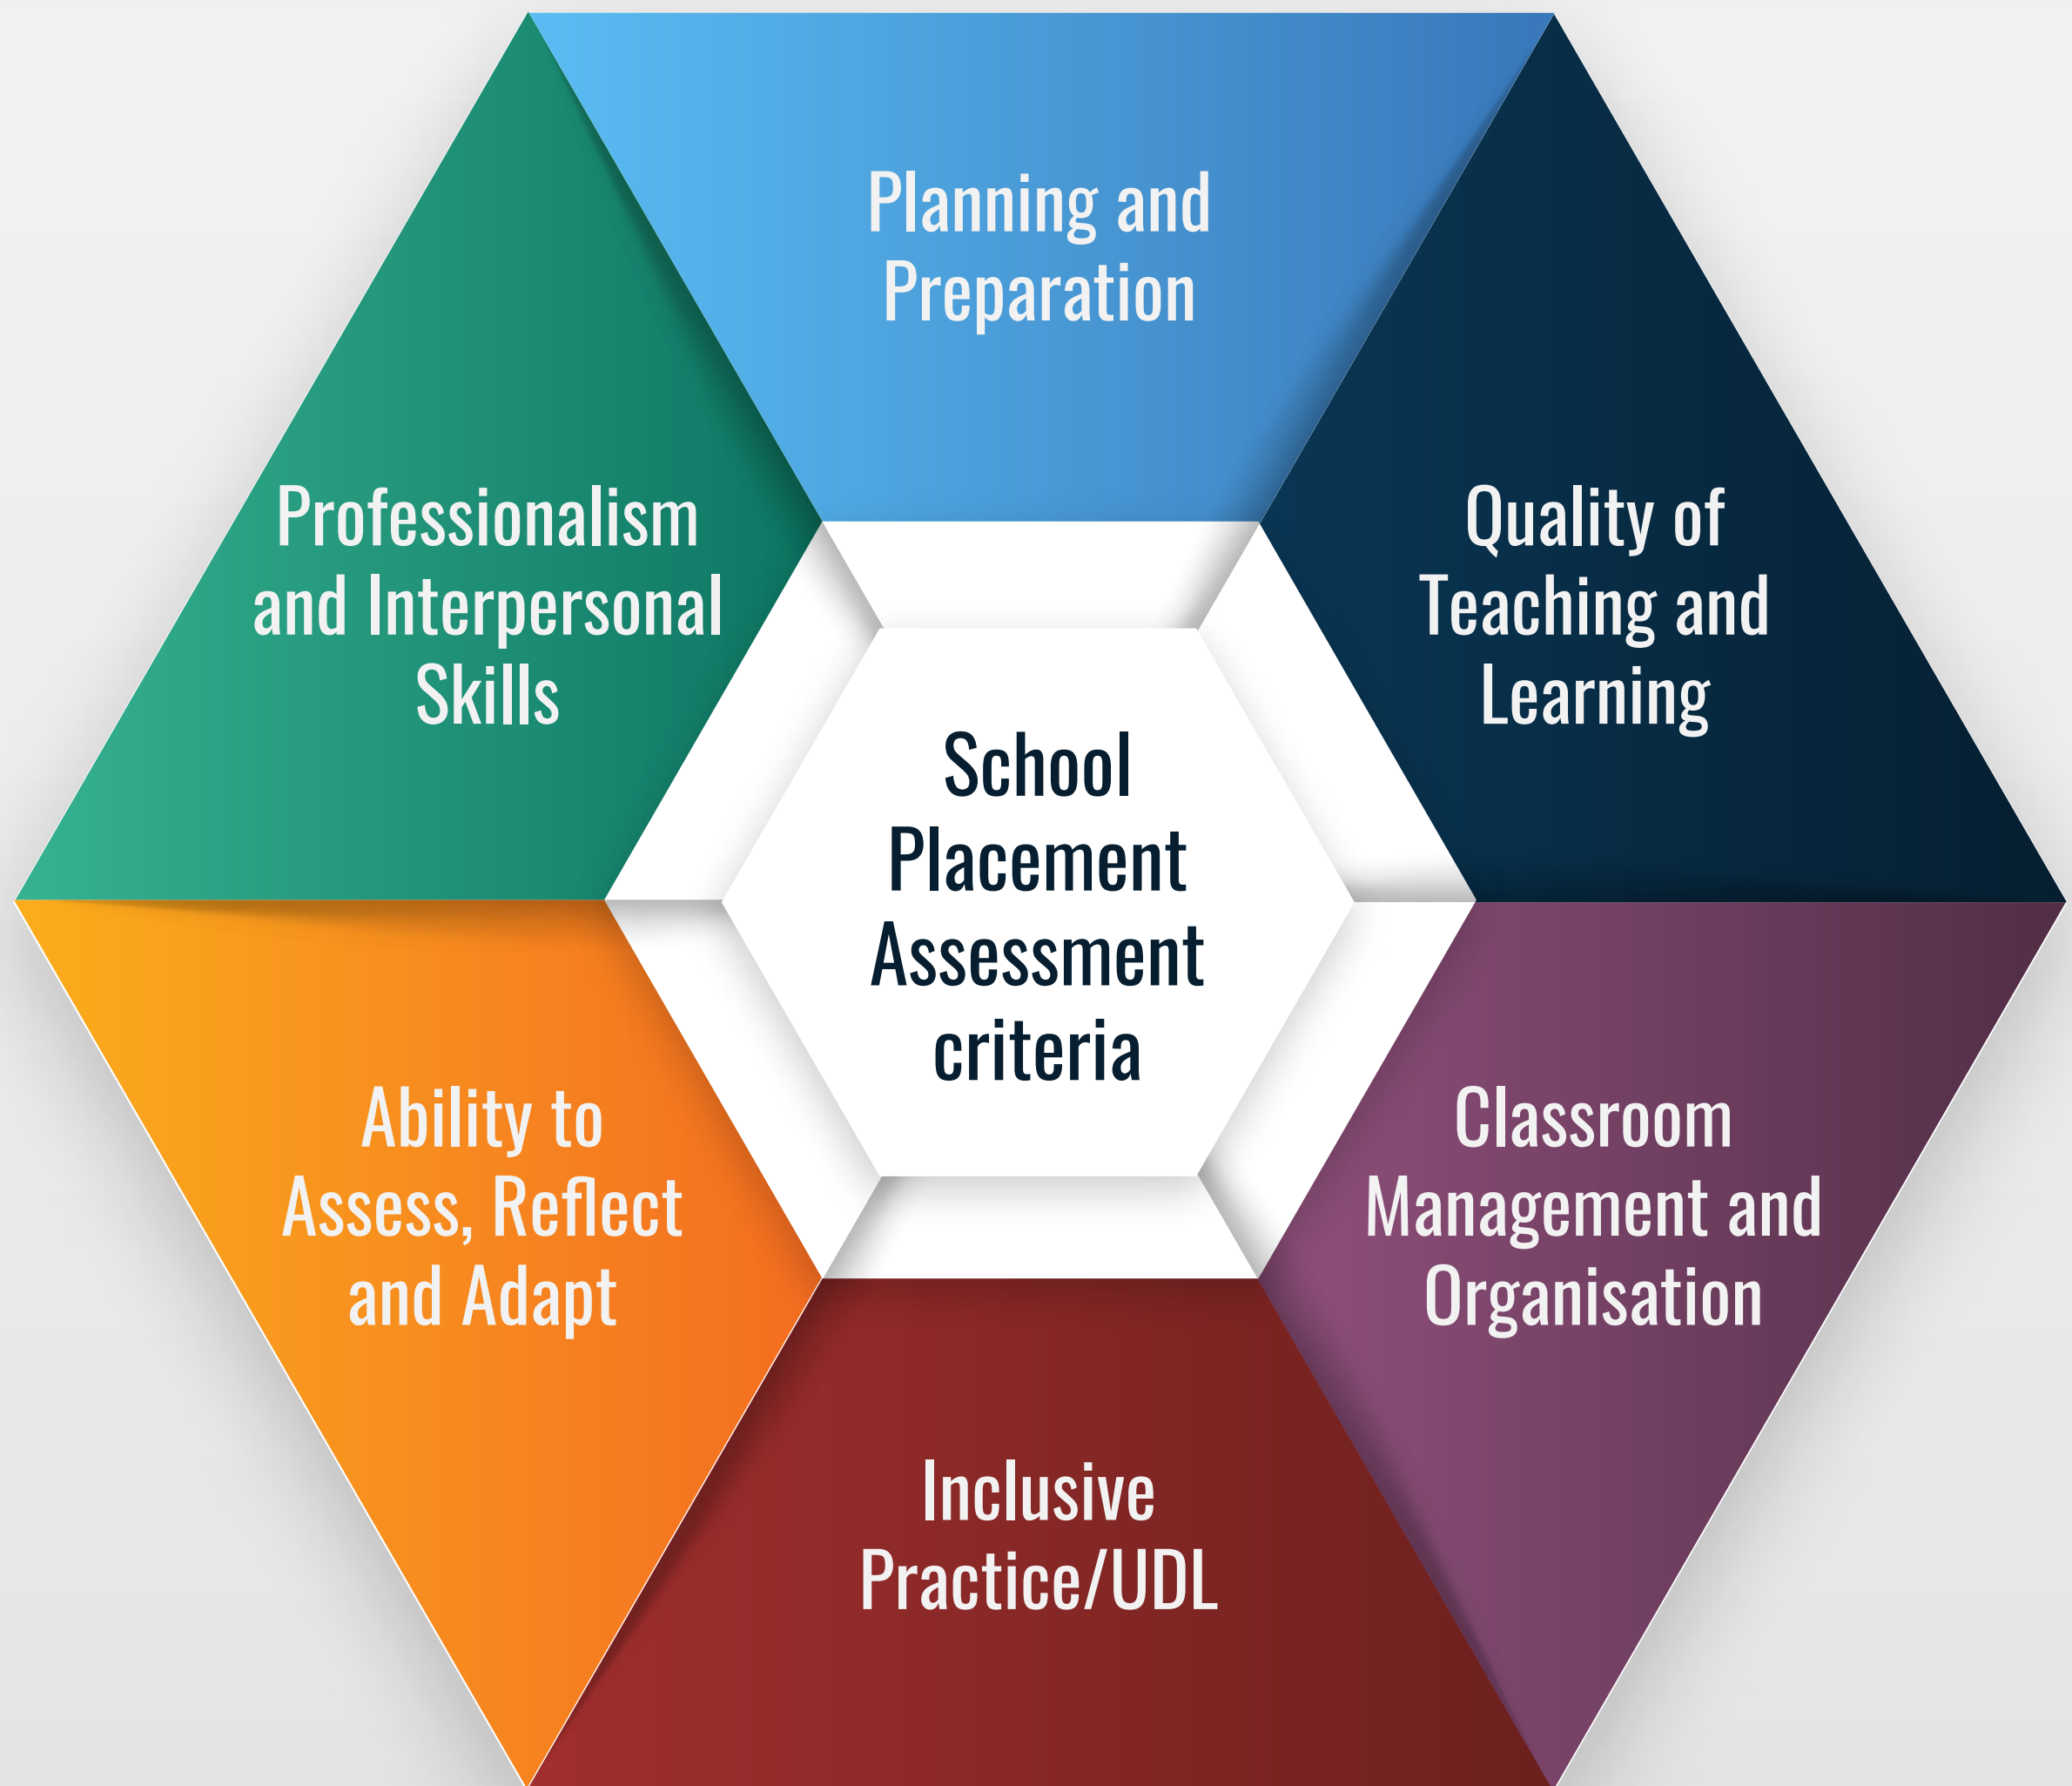 Planning and
Preparation
Quality of
Teaching and
Learning
Classroom
Management and
Organisation
Inclusive
Practice/UDL
Ability to
Assess, Reflect
and Adapt
Professionalism
and Interpersonal
Skills
School
Placement
Assessment
criteria